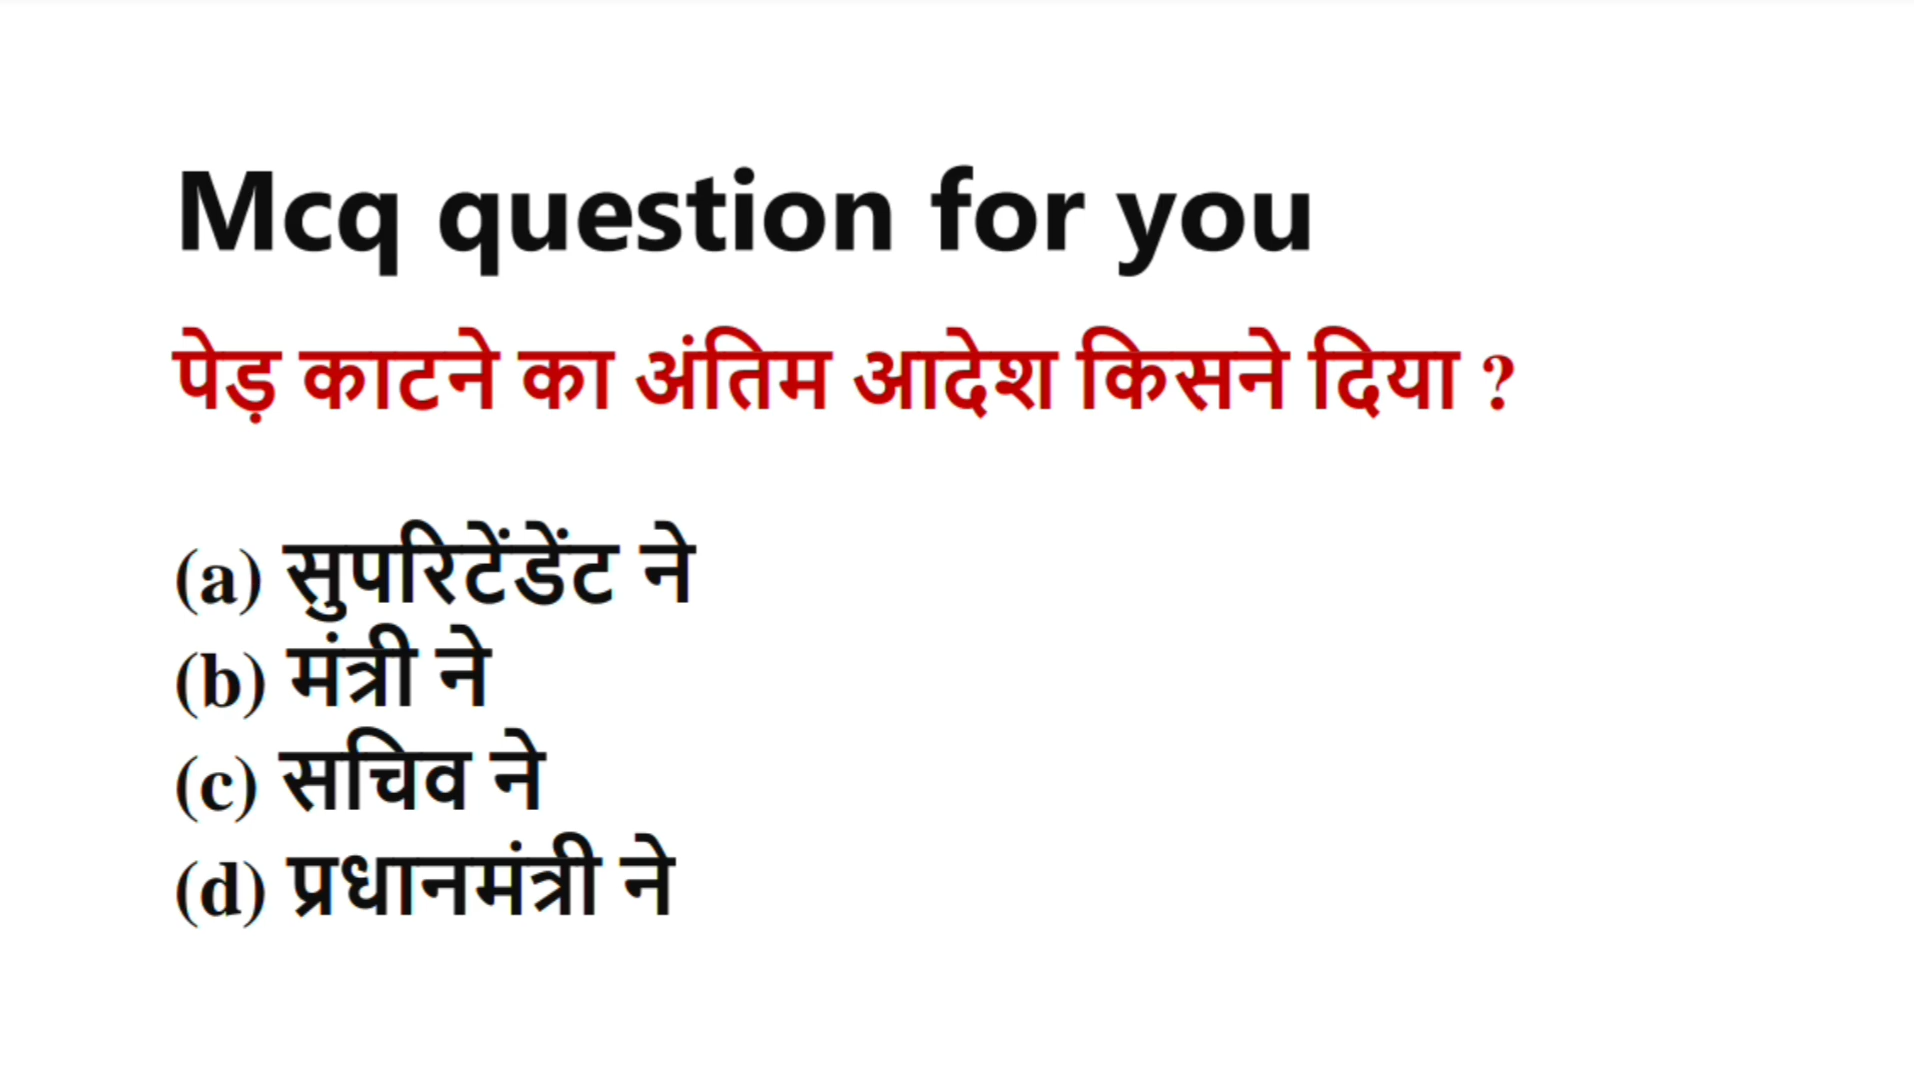 Mcq question for you
पेड़ काटने का अंतिम आदेश किसने दिया ?
(a) सुपरिटेंडेंट ने
(b) मंत्री ने
(c) सचिव ने
(d) प्रधानमंत्री ने